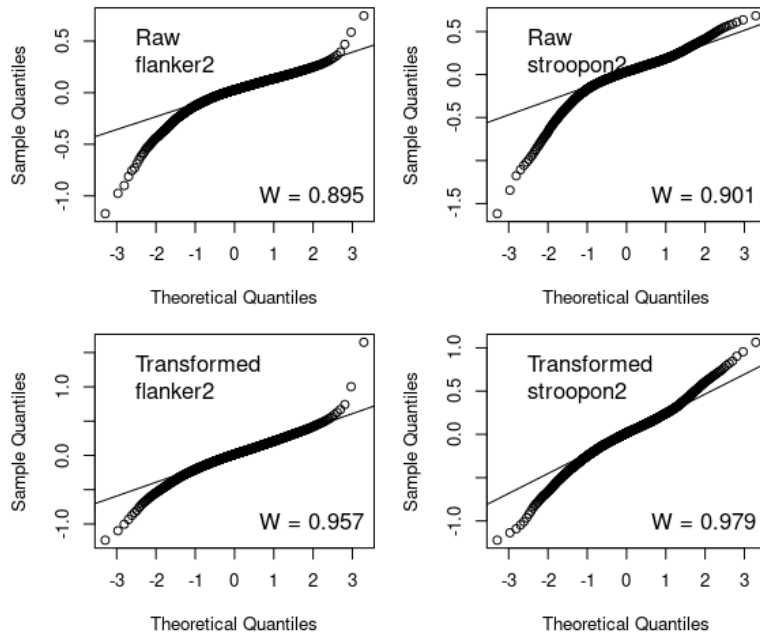 Raw
flanker2
0.5
0.0
-0.5
-1.0
Sample Quantiles
W = 0.895
-3 -2 -1 0 1 2 3
Theoretical Quantiles
Raw
stroopon2
0.5
-0.5
-1.5
Sample Quantiles
W = 0.901
-3 -2 -1 0 1 2 3
Theoretical Quantiles
Transformed
flanker2
1.0
0.0
-1.0
Sample Quantiles
W = 0.957
-3 -2 -1 0 1 2 3
Theoretical Quantiles
Transformed
stroopon2
1.0
0.5
0.0
-1.0
Sample Quantiles
W = 0.979
-3 -2 -1 0 1 2 3
Theoretical Quantiles